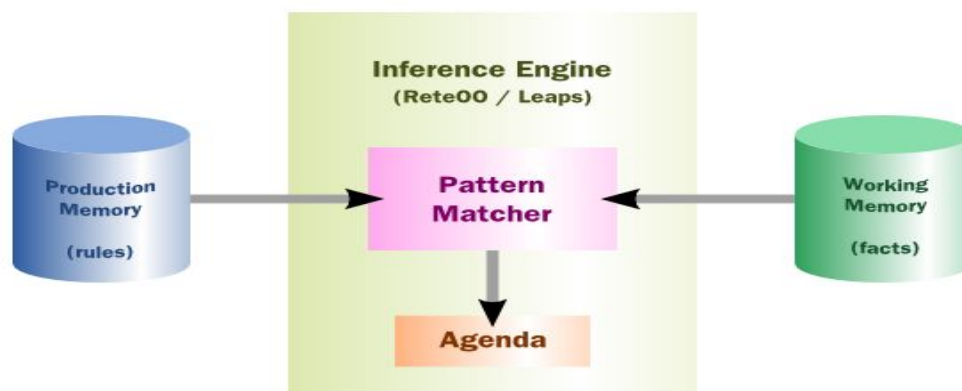 Inference Engine
(ReteOO / Leaps)
Production
Memory
(rules)
Pattern
Matcher
Working
Memory
(facts)
Agenda